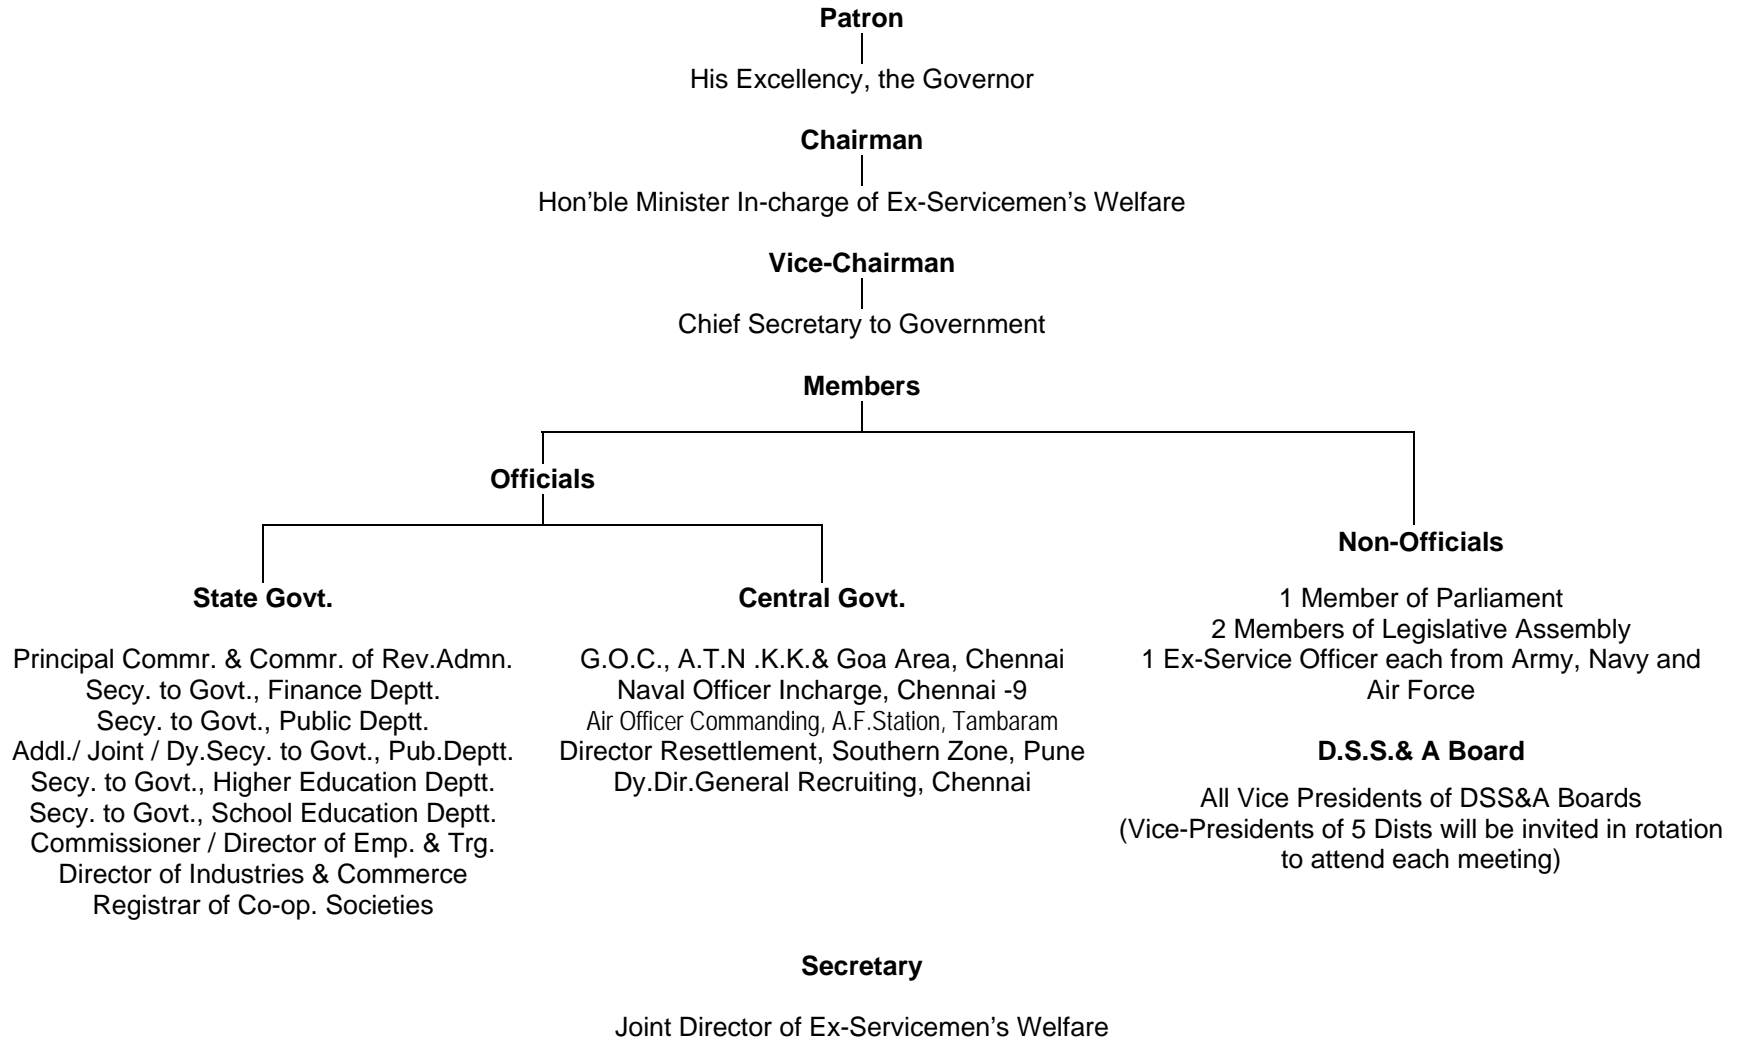 Patron
His Excellency, the Governor
Chairman
Hon’ble Minister In-charge of Ex-Servicemen’s Welfare
Vice-Chairman
Chief Secretary to Government
Members
Officials
State Govt.
Principal Commr. & Commr. of Rev.Admn.
Secy. to Govt., Finance Deptt.
Secy. to Govt., Public Deptt.
Addl./ Joint / Dy.Secy. to Govt., Pub.Deptt.
Secy. to Govt., Higher Education Deptt.
Secy. to Govt., School Education Deptt.
Commissioner / Director of Emp. & Trg.
Director of Industries & Commerce
Registrar of Co-op. Societies
Central Govt.
G.O.C., A.T.N .K.K.& Goa Area, Chennai
Naval Officer Incharge, Chennai -9
Air Officer Commanding, A.F.Station, Tambaram
Director Resettlement, Southern Zone, Pune
Dy.Dir.General Recruiting, Chennai
Non-Officials
1 Member of Parliament
2 Members of Legislative Assembly
1 Ex-Service Officer each from Army, Navy and
Air Force
D.S.S.& A Board
All Vice Presidents of DSS&A Boards
(Vice-Presidents of 5 Dists will be invited in rotation
to attend each meeting)
Secretary
Joint Director of Ex-Servicemen’s Welfare